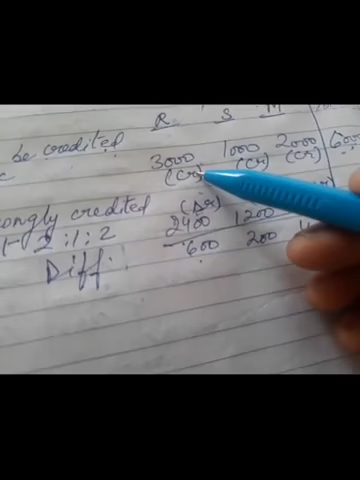 R S M
be credited
3000 1000 2000 6000
(Cr) (Cr) (Cr)
ongly credited (Dr)
2:1:2 2400 1200
Diff: 600 200